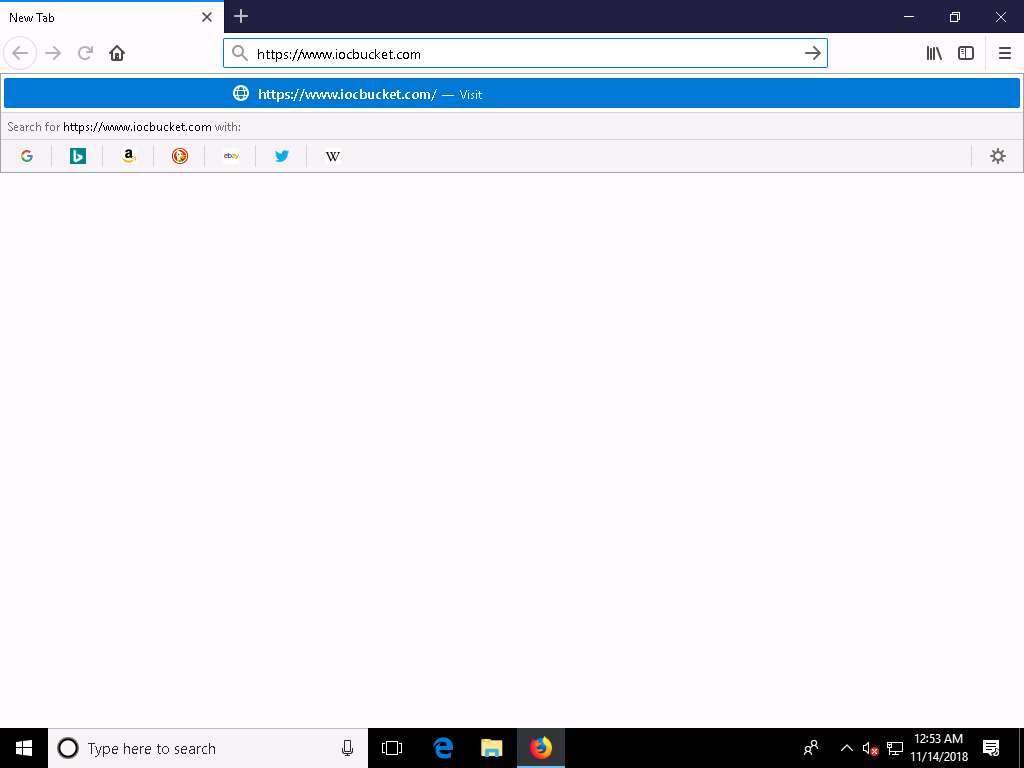 New Tab
https://www.iocbucket.com
https://www.iocbucket.com/ — Visit
Search for https://www.iocbucket.com with:
G b a ebay W
Type here to search
12:53 AM
11/14/2018